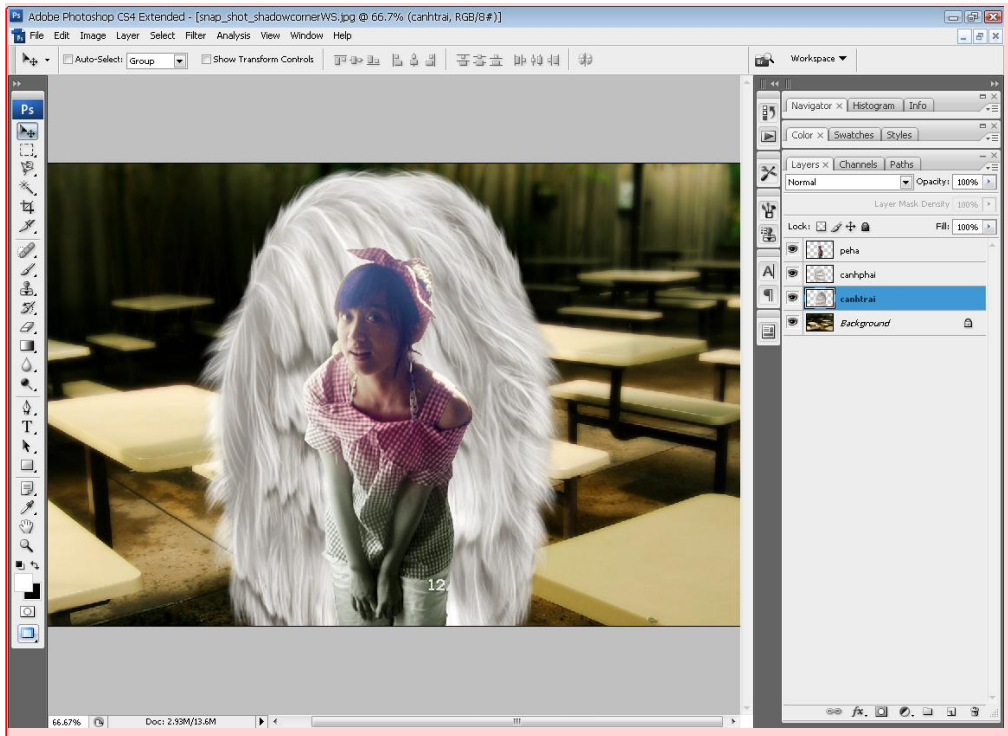 Adobe Photoshop CS4 Extended - [snap_shot_shadowcornerWS.jpg @ 66.7% (canhtrai, RGB/8#)]
File Edit Image Layer Select Filter Analysis View Window Help
Auto-Select: Group Show Transform Controls Workspace
Ps
Navigator × Histogram Info
Color × Swatches Styles
Layers × Channels Paths
Normal Opacity: 100%
Layer Mask Density 100%
Lock: Fill: 100%
peha
canhphai
canhtrai
Background
12
66.67% Doc: 2.93M/13.6M